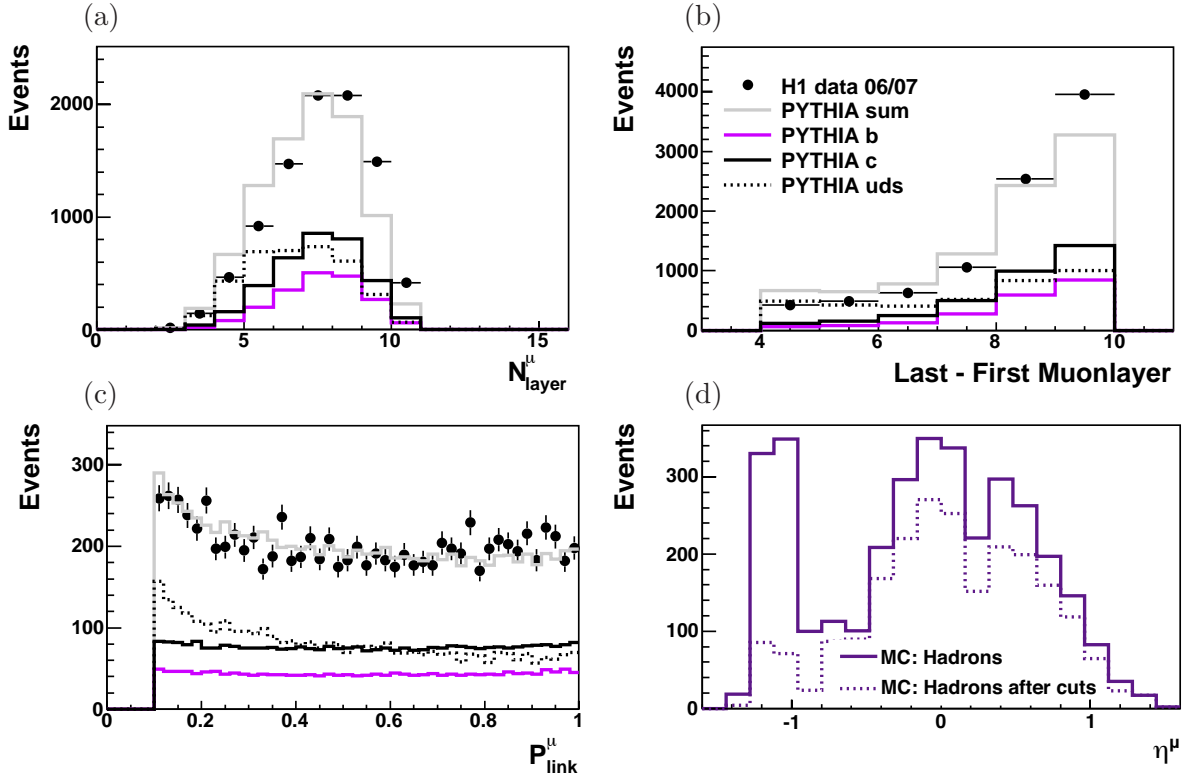 (a)
Events
2000
1000
0
0 5 10 15
N^μ_layer
(b)
Events
4000
3000
2000
1000
0
H1 data 06/07
PYTHIA sum
PYTHIA b
PYTHIA c
PYTHIA uds
4 6 8 10
Last - First Muonlayer
(c)
Events
300
200
100
0
0 0.2 0.4 0.6 0.8 1
P^μ_link
(d)
Events
300
200
100
0
MC: Hadrons
MC: Hadrons after cuts
-1 0 1
η^μ